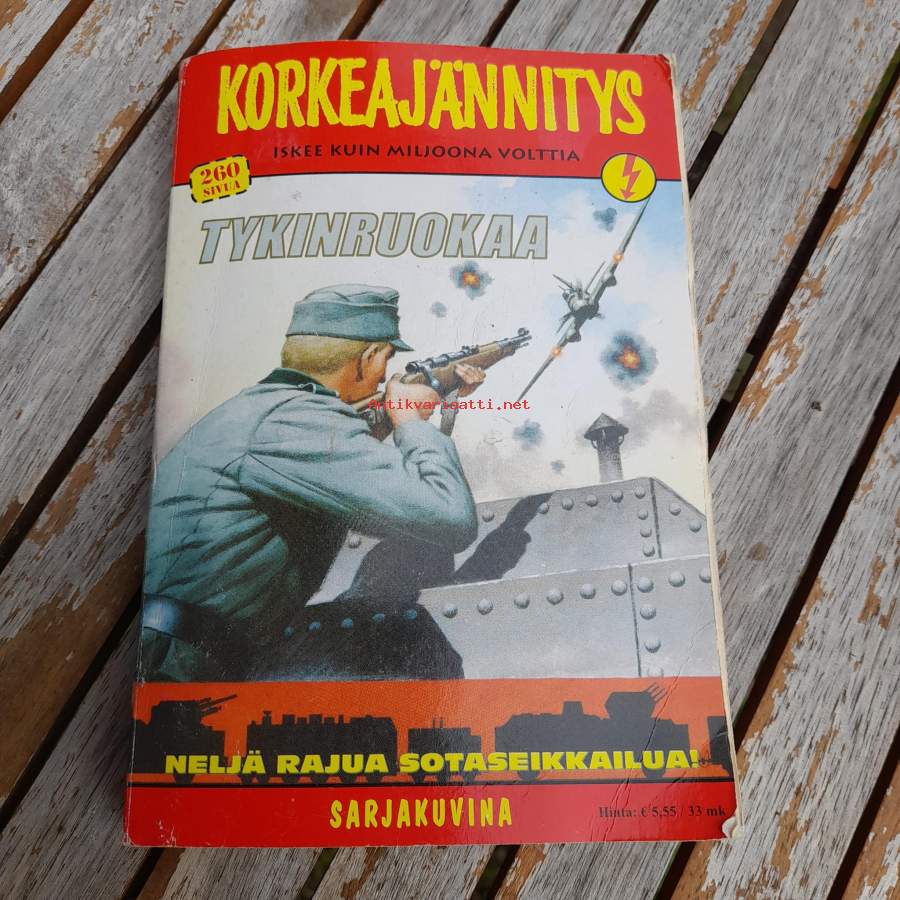 KORKEAJÄNNITYS
ISKEE KUIN MILJOONA VOLTTIA
260
SIVUA
TYKINRUOKAA
Antikvariaatti.net
NELJÄ RAJUA SOTASEIKKAILUA!
SARJAKUVINA
Hinta: € 5,55 / 33 mk